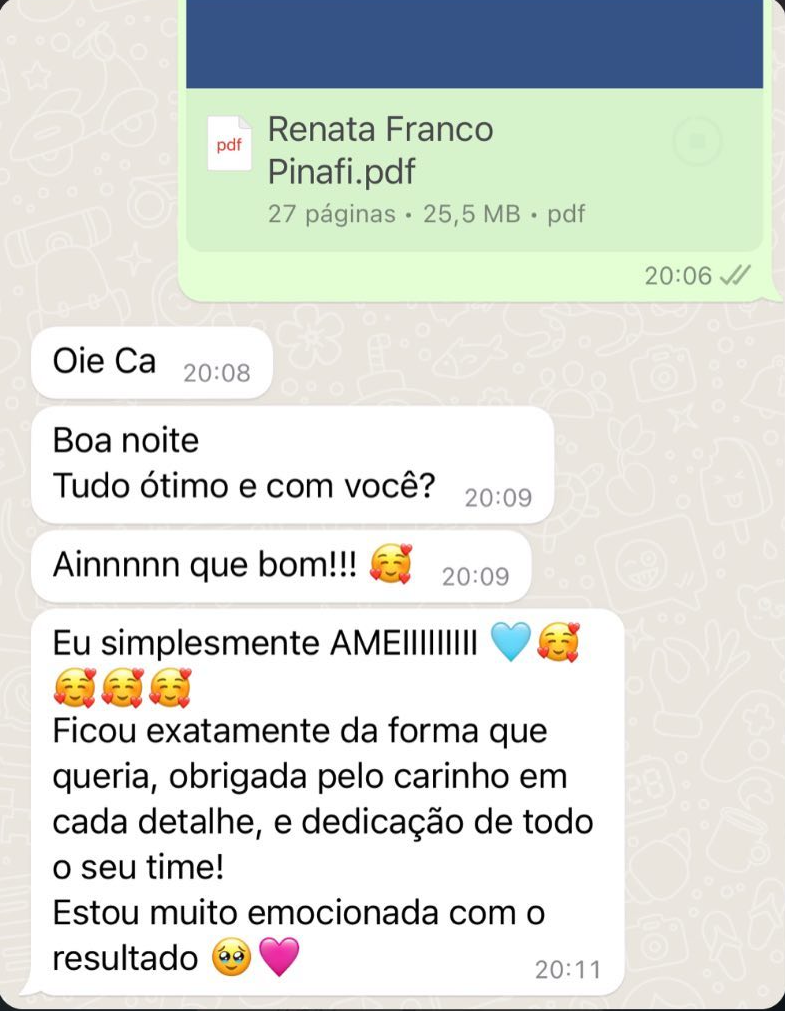 pdf
Renata Franco
Pinafi.pdf
27 páginas • 25,5 MB • pdf
20:06
Oie Ca 20:08
Boa noite
Tudo ótimo e com você? 20:09
Ainnnnn que bom!!! 🥰 20:09
Eu simplesmente AMEIIIIIIIIII 🩵🥰
🥰🥰🥰
Ficou exatamente da forma que
queria, obrigada pelo carinho em
cada detalhe, e dedicação de todo
o seu time!
Estou muito emocionada com o
resultado 🥹🩷 20:11